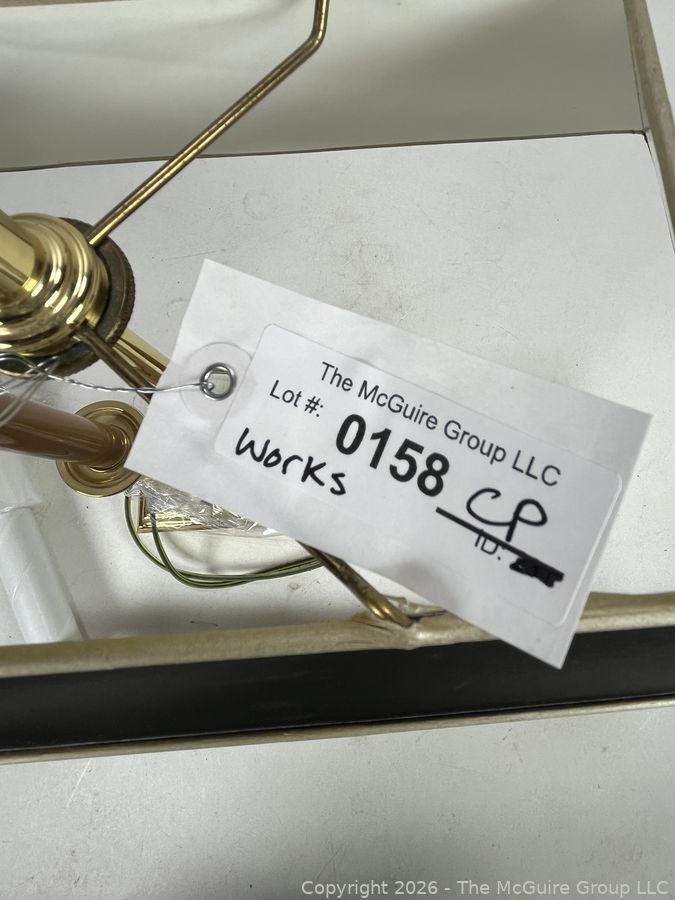 The McGuire Group LLC
Lot #: 0158
Works
CP
ID:
Copyright 2026 - The McGuire Group LLC